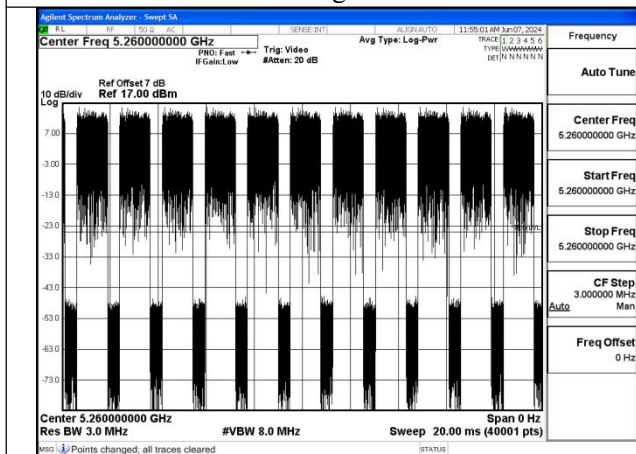 Agilent Spectrum Analyzer - Swept SA
RL RF 50 Ω AC SENSE:INT ALIGN AUTO 11:55:01 AM Jun 07, 2024
Center Freq 5.260000000 GHz
PNO: Fast
IFGain:Low
Trig: Video
#Atten: 20 dB
Avg Type: Log-Pwr
TRACE 1 2 3 4 5 6
TYPE
DET N N N N N N
Ref Offset 7 dB
10 dB/div Ref 17.00 dBm
Log
7.00
-3.00
-13.0
-23.0
-33.0
-43.0
-53.0
-63.0
-73.0
Center 5.260000000 GHz Span 0 Hz
Res BW 3.0 MHz #VBW 8.0 MHz Sweep 20.00 ms (40001 pts)
MSG Points changed; all traces cleared STATUS
Frequency
Auto Tune
Center Freq
5.260000000 GHz
Start Freq
5.260000000 GHz
Stop Freq
5.260000000 GHz
CF Step
3.000000 MHz
Auto Man
Freq Offset
0 Hz